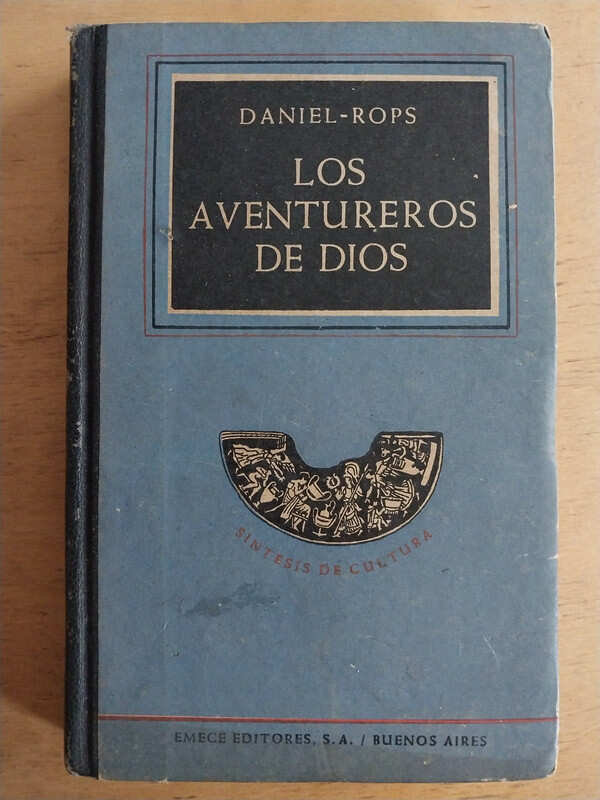 DANIEL-ROPS
LOS
AVENTUREROS
DE DIOS
SINTESIS DE CULTURA
EMECE EDITORES, S.A. / BUENOS AIRES